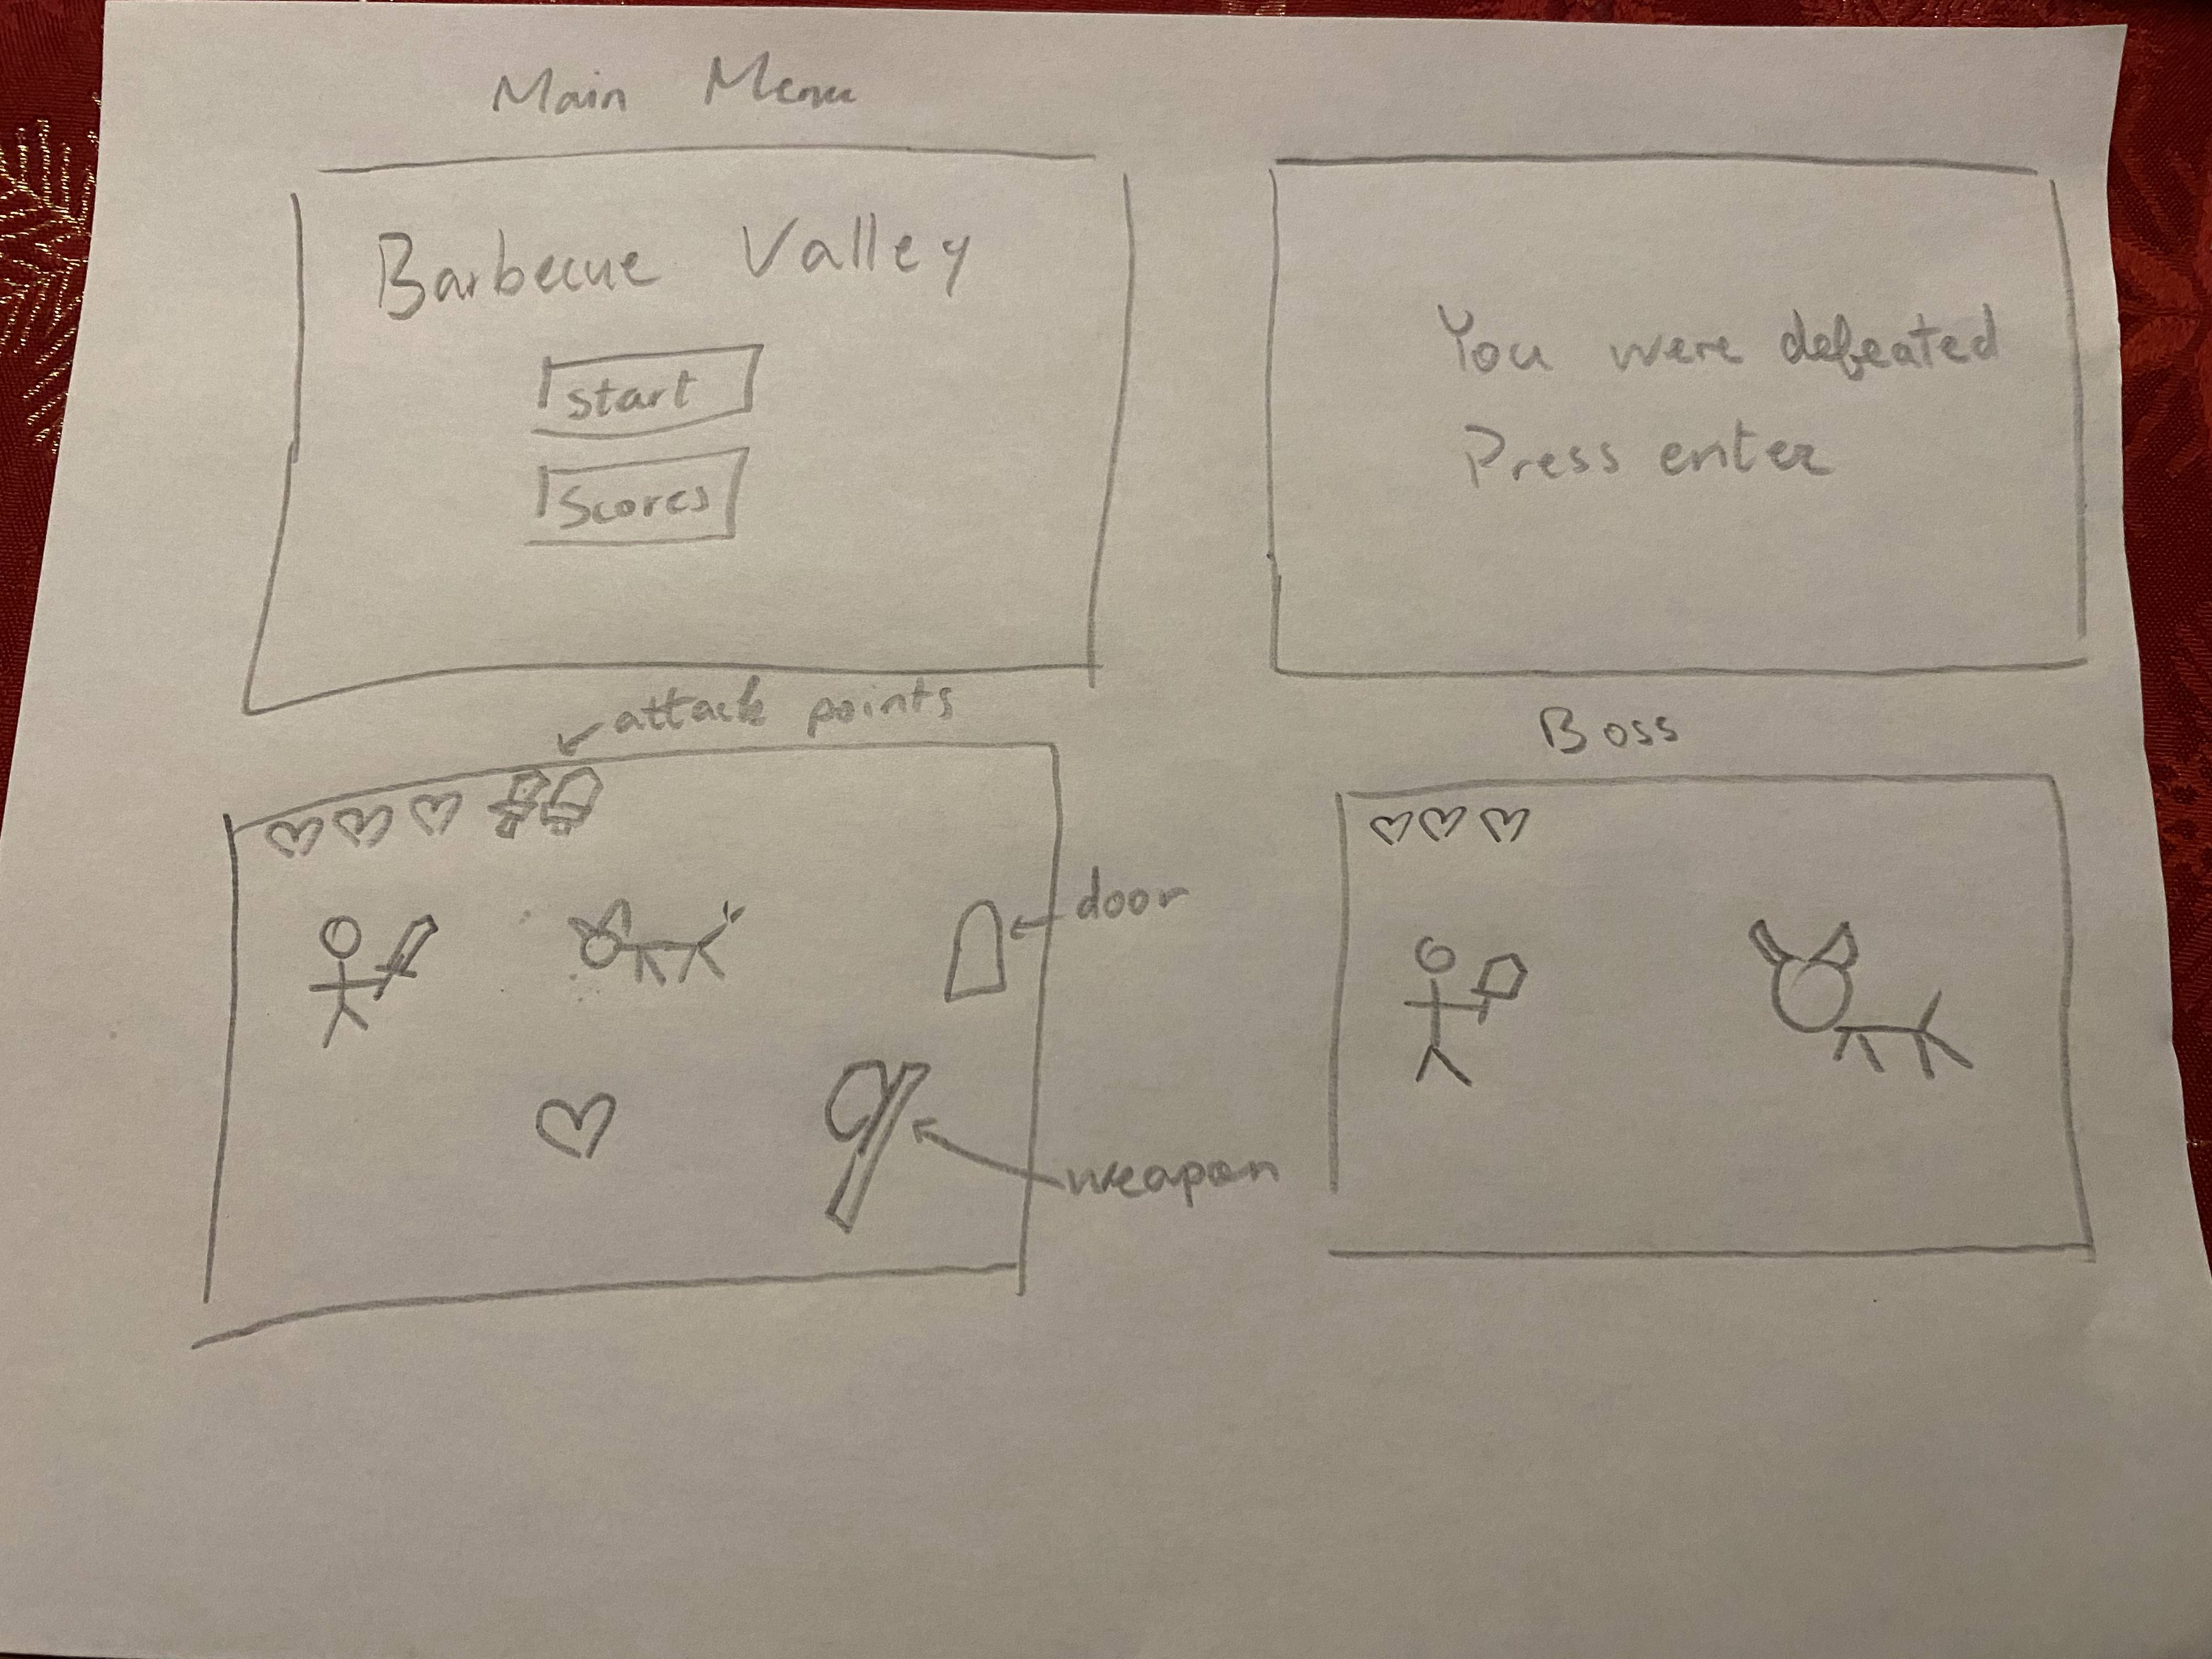 Main Menu
Barbecue Valley
Start
Scores
You were defeated
Press enter
attack points
door
weapon
Boss